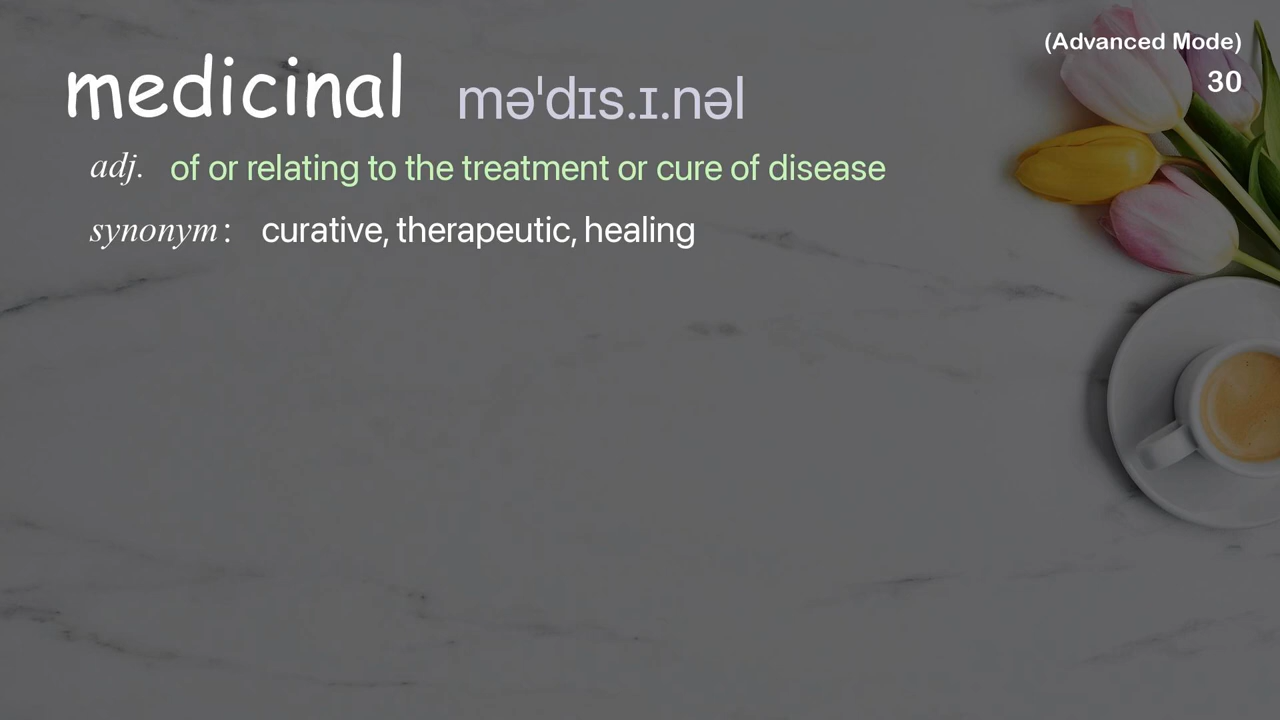 (Advanced Mode)
30
medicinal məˈdɪs.ɪ.nəl
adj. of or relating to the treatment or cure of disease
synonym : curative, therapeutic, healing